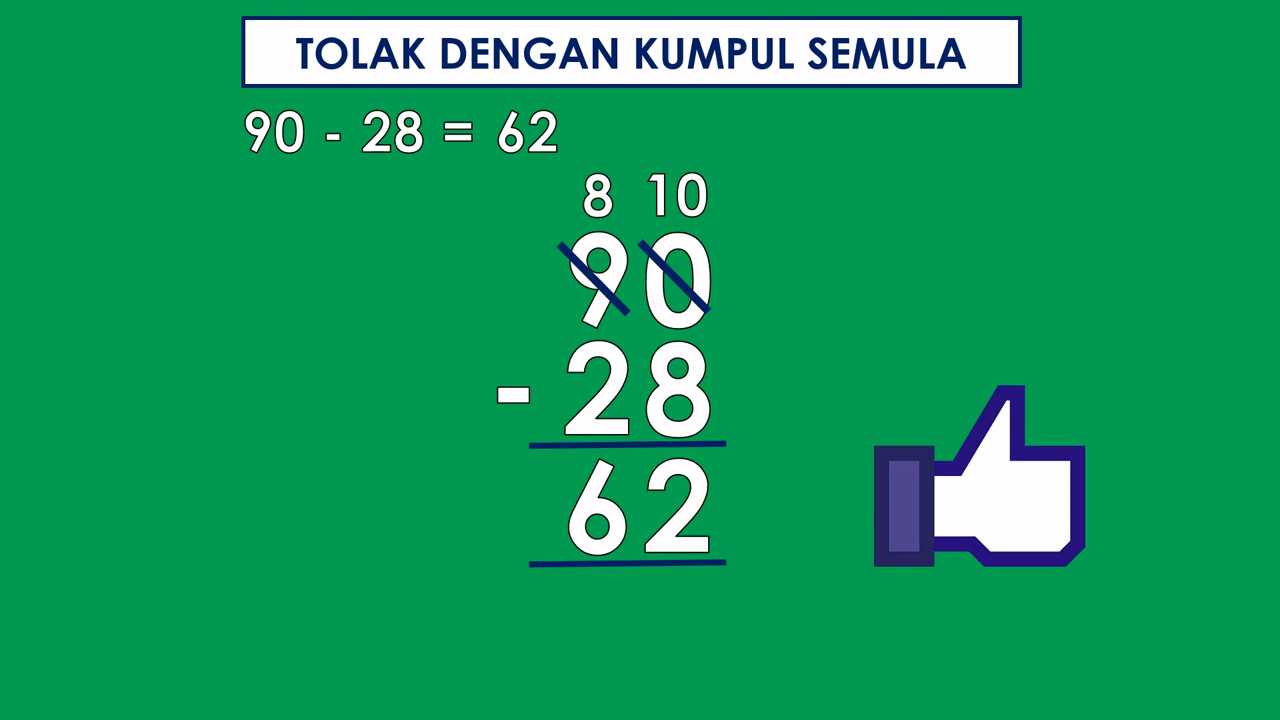 TOLAK DENGAN KUMPUL SEMULA
90 - 28 = 62
8 10
90
- 28
62